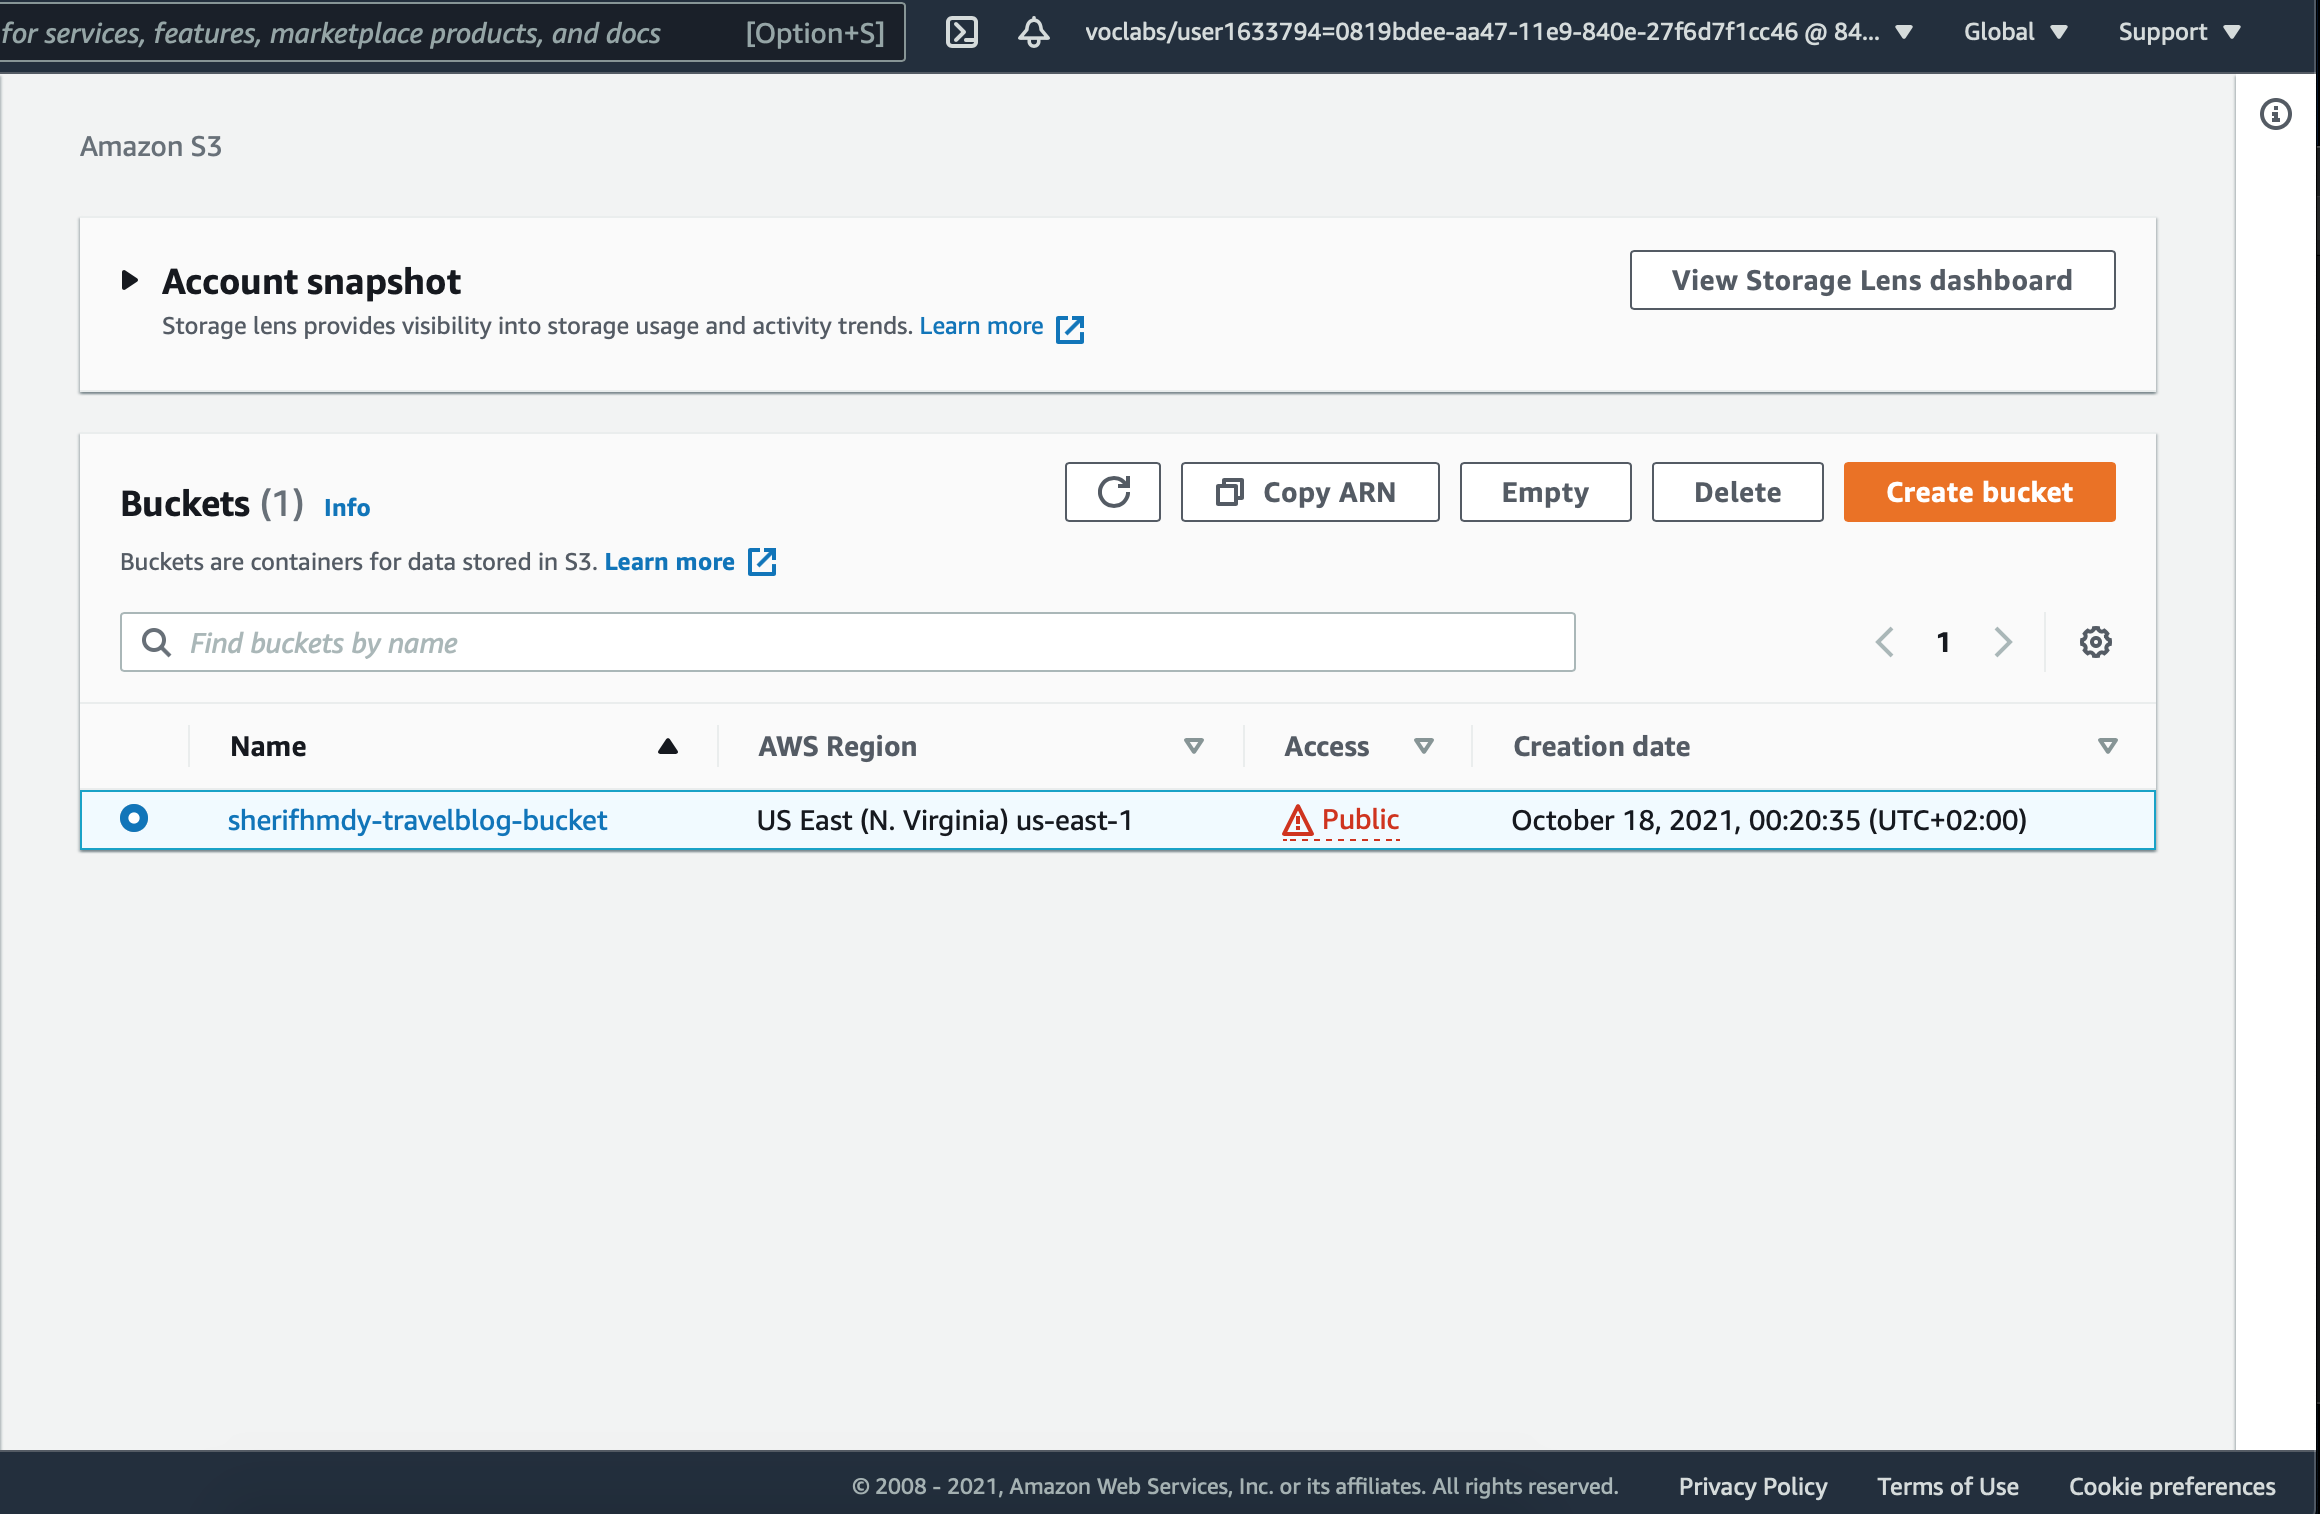 for services, features, marketplace products, and docs [Option+S] voclabs/user1633794=0819bdee-aa47-11e9-840e-27f6d7f1cc46 @ 84... Global Support
Amazon S3
Account snapshot View Storage Lens dashboard
Storage lens provides visibility into storage usage and activity trends. Learn more
Buckets (1) Info Copy ARN Empty Delete Create bucket
Buckets are containers for data stored in S3. Learn more
Find buckets by name 1
Name AWS Region Access Creation date
sherifhmdy-travelblog-bucket US East (N. Virginia) us-east-1 Public October 18, 2021, 00:20:35 (UTC+02:00)
© 2008 - 2021, Amazon Web Services, Inc. or its affiliates. All rights reserved. Privacy Policy Terms of Use Cookie preferences